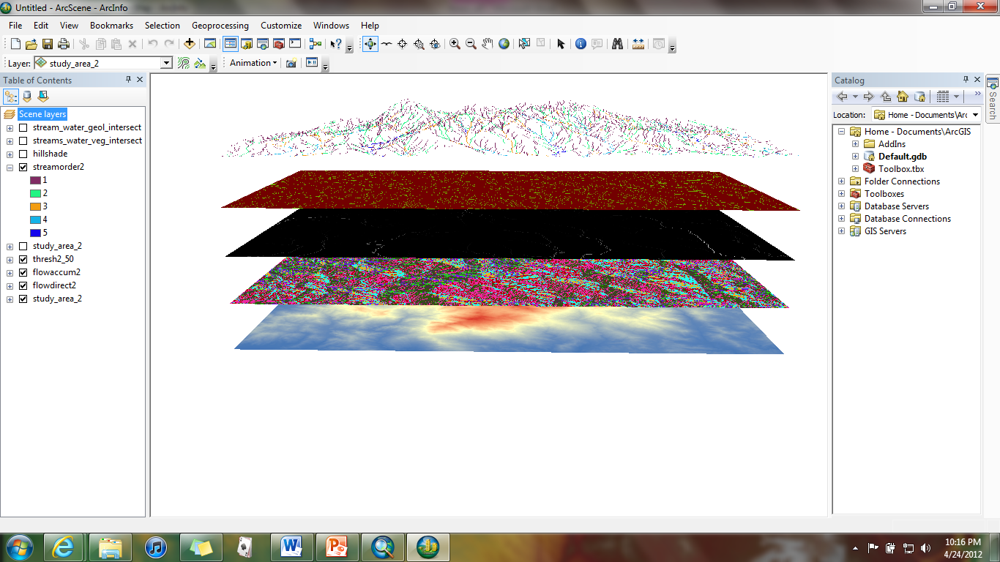 Untitled - ArcScene - ArcInfo
File Edit View Bookmarks Selection Geoprocessing Customize Windows Help
Layer: study_area_2 Animation
Table of Contents
Scene layers
stream_water_geol_intersect
streams_water_veg_intersect
hillshade
streamorder2
1
2
3
4
5
study_area_2
thresh2_50
flowaccum2
flowdirect2
study_area_2
Catalog
Location: Home - Documents\Arc
Home - Documents\ArcGIS
AddIns
Default.gdb
Toolbox.tbx
Folder Connections
Toolboxes
Database Servers
Database Connections
GIS Servers
Search
10:16 PM
4/24/2012